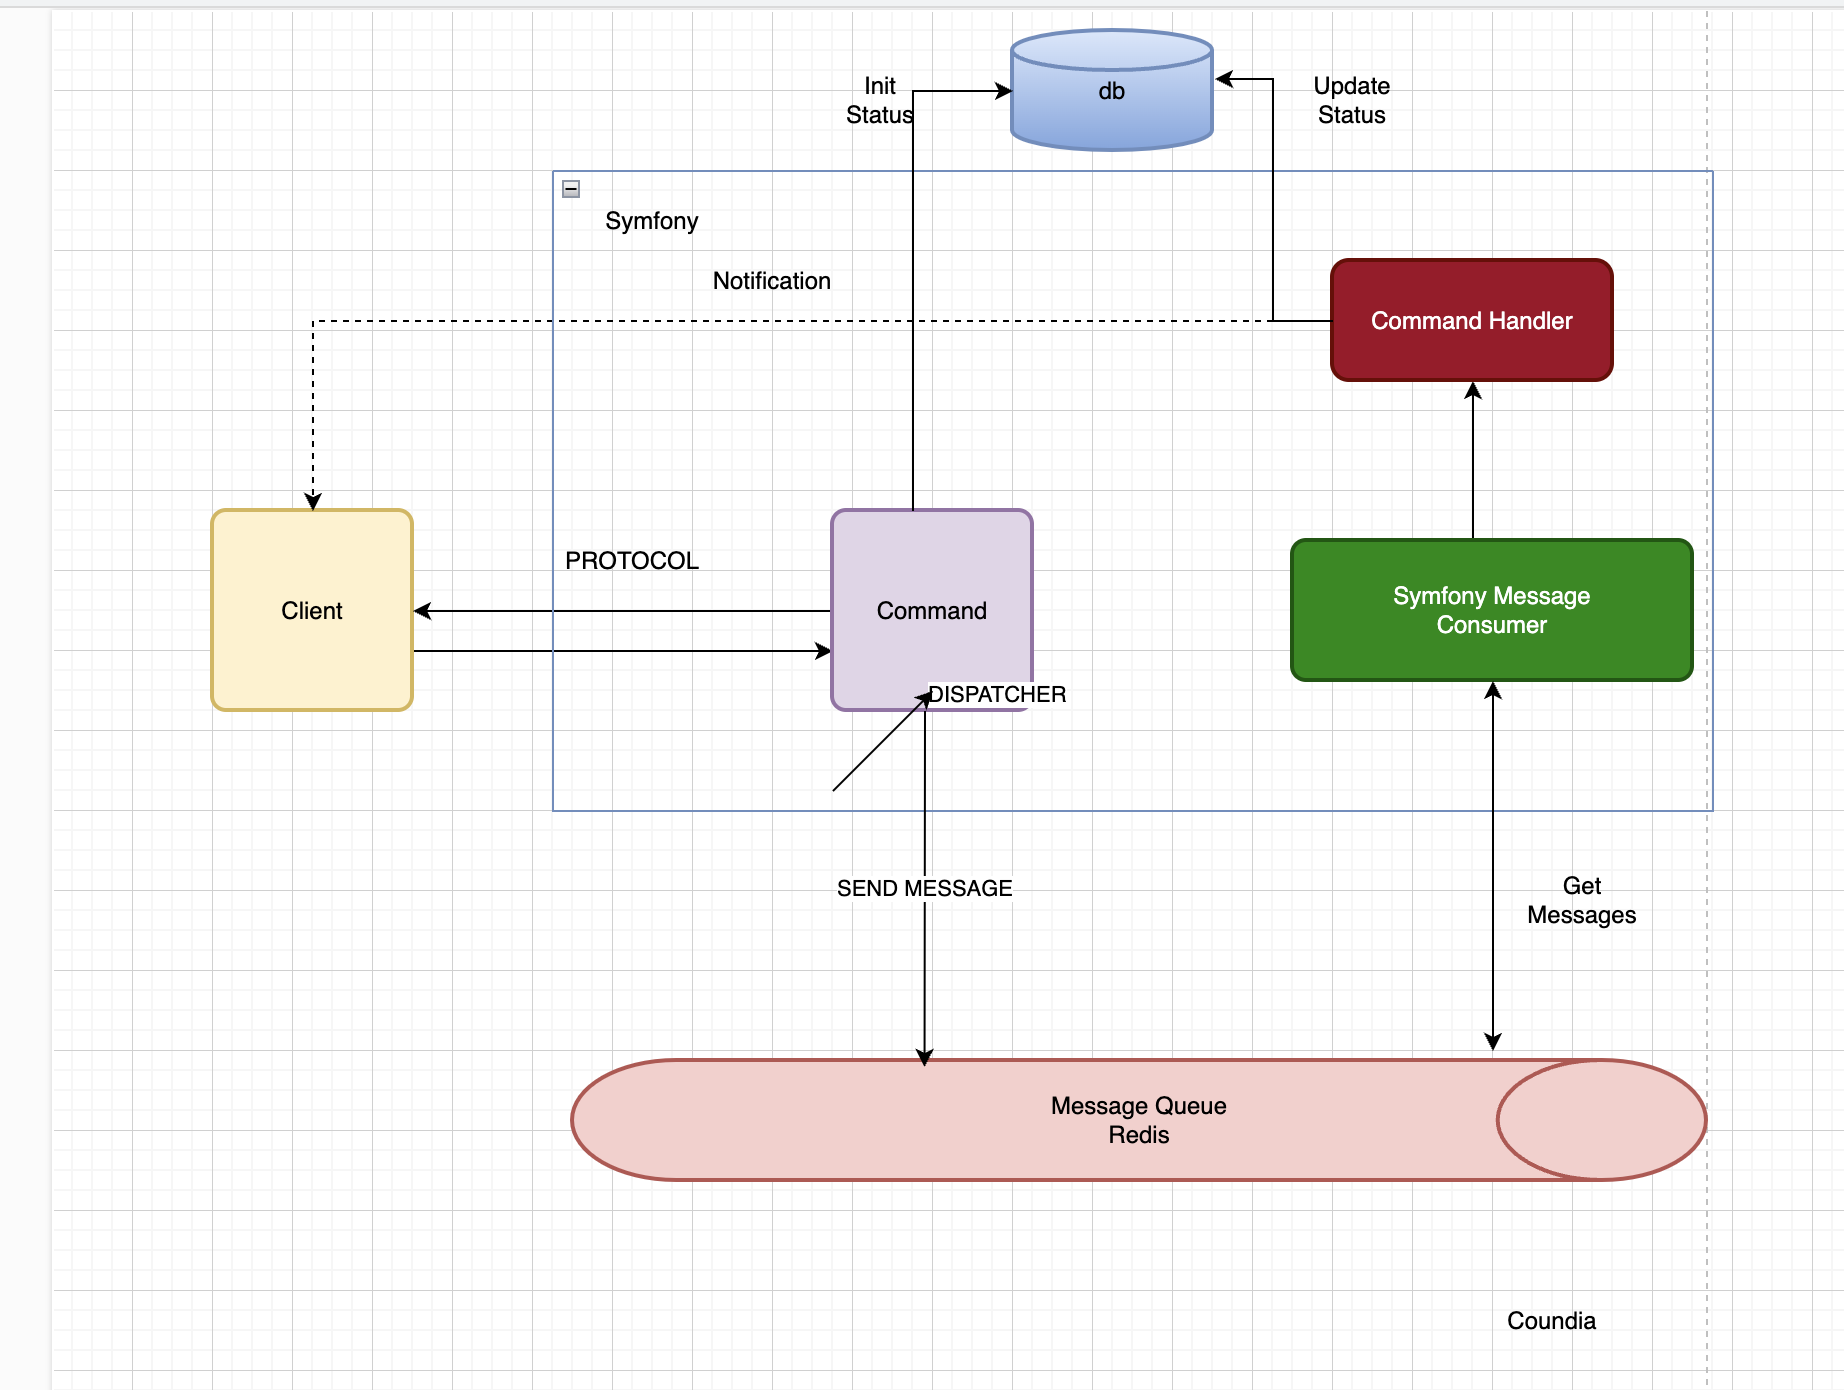 Init
Status
db
Update
Status
Symfony
Notification
Command Handler
PROTOCOL
Client
Command
Symfony Message
Consumer
DISPATCHER
SEND MESSAGE
Get
Messages
Message Queue
Redis
Coundia